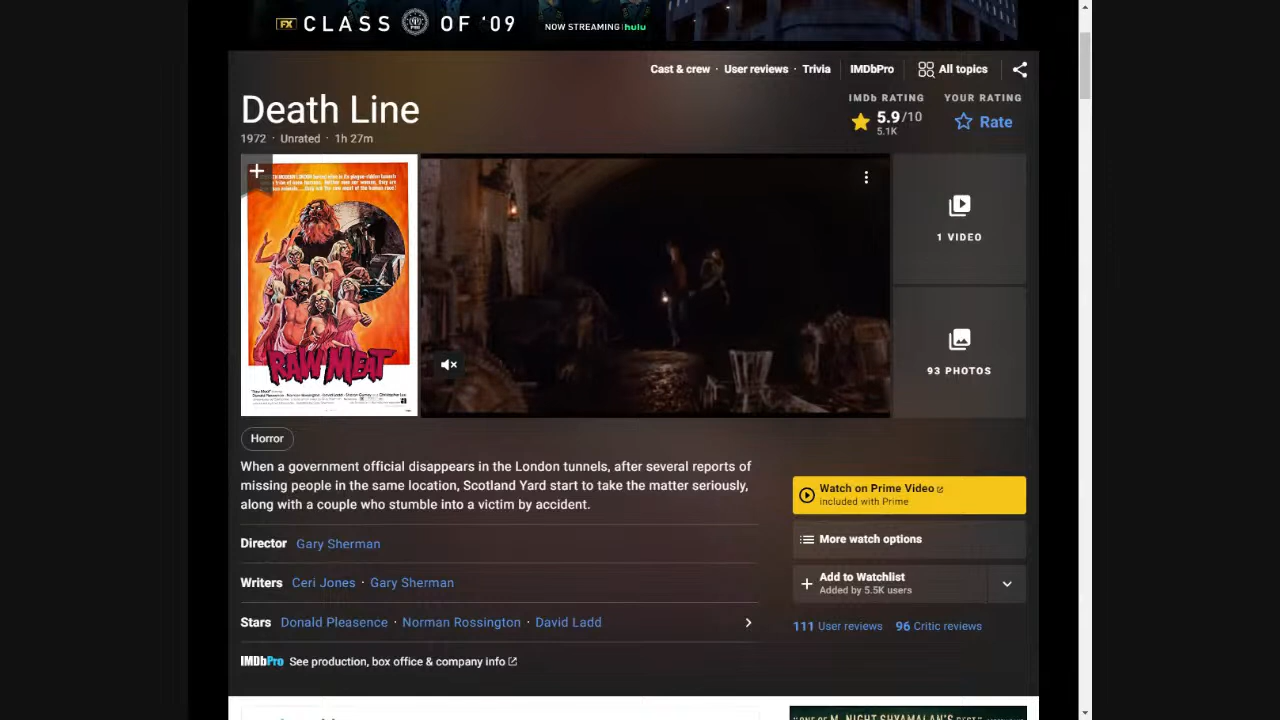 FX CLASS OF '09 NOW STREAMING hulu
Cast & crew · User reviews · Trivia IMDbPro All topics
Death Line
1972 · Unrated · 1h 27m
IMDb RATING
5.9/10
5.1K
YOUR RATING
Rate
RAW MEAT
1 VIDEO
93 PHOTOS
Horror
When a government official disappears in the London tunnels, after several reports of
missing people in the same location, Scotland Yard start to take the matter seriously,
along with a couple who stumble into a victim by accident.
Director Gary Sherman
Writers Ceri Jones · Gary Sherman
Stars Donald Pleasence · Norman Rossington · David Ladd
IMDbPro See production, box office & company info
Watch on Prime Video
included with Prime
More watch options
Add to Watchlist
Added by 5.5K users
111 User reviews 96 Critic reviews
"ONE OF M. NIGHT SHYAMALAN'S BEST."